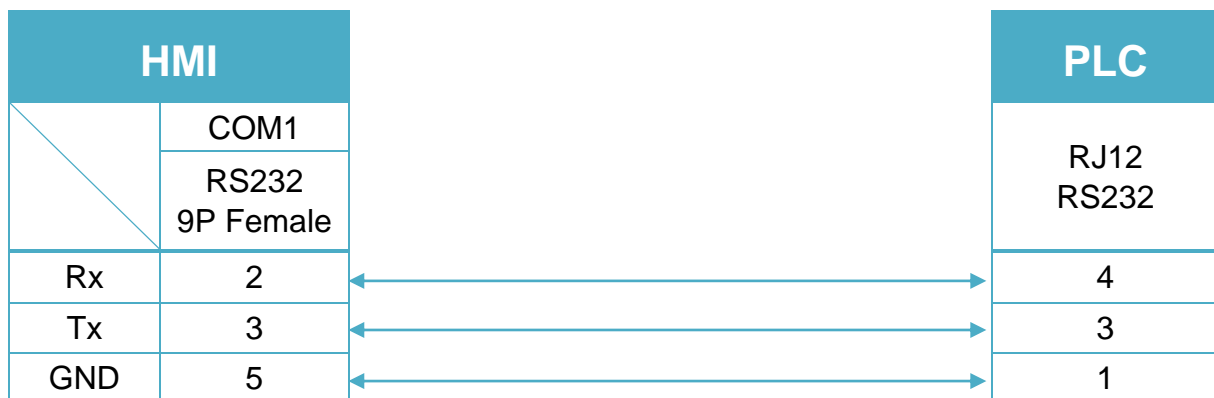 HMI PLC
COM1
RS232
9P Female
RJ12
RS232
Rx 2 4
Tx 3 3
GND 5 1